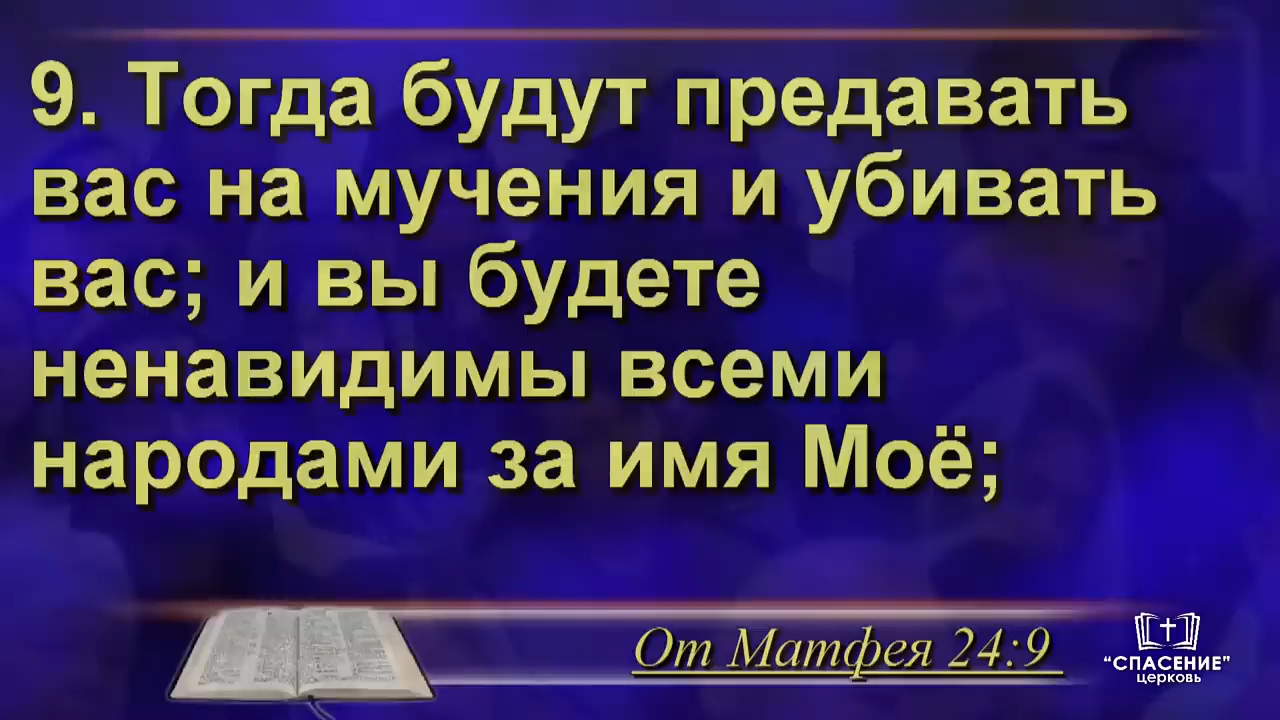 9. Тогда будут предавать
вас на мучения и убивать
вас; и вы будете
ненавидимы всеми
народами за имя Моё;
От Матфея 24:9
“СПАСЕНИЕ”
церковь